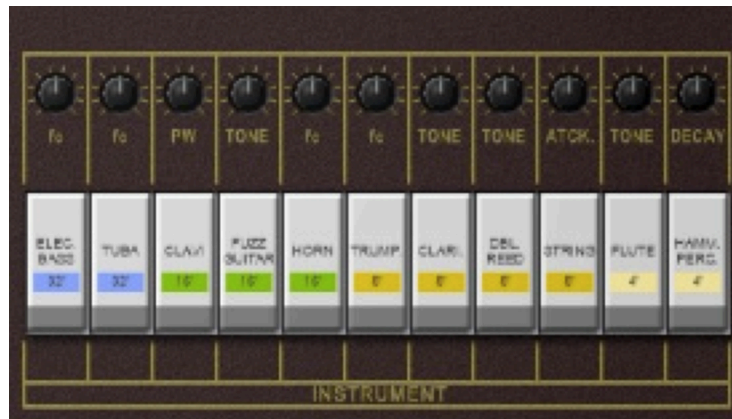 fc fc PW TONE fc fc TONE TONE ATCK. TONE DECAY
ELEC. BASS TUBA CLAVI FUZZ GUITAR HORN TRUMP. CLARI. DBL. REED STRING FLUTE HAMM. PERC.
32' 32' 16' 16' 16' 8' 8' 8' 8' 4' 4'
INSTRUMENT